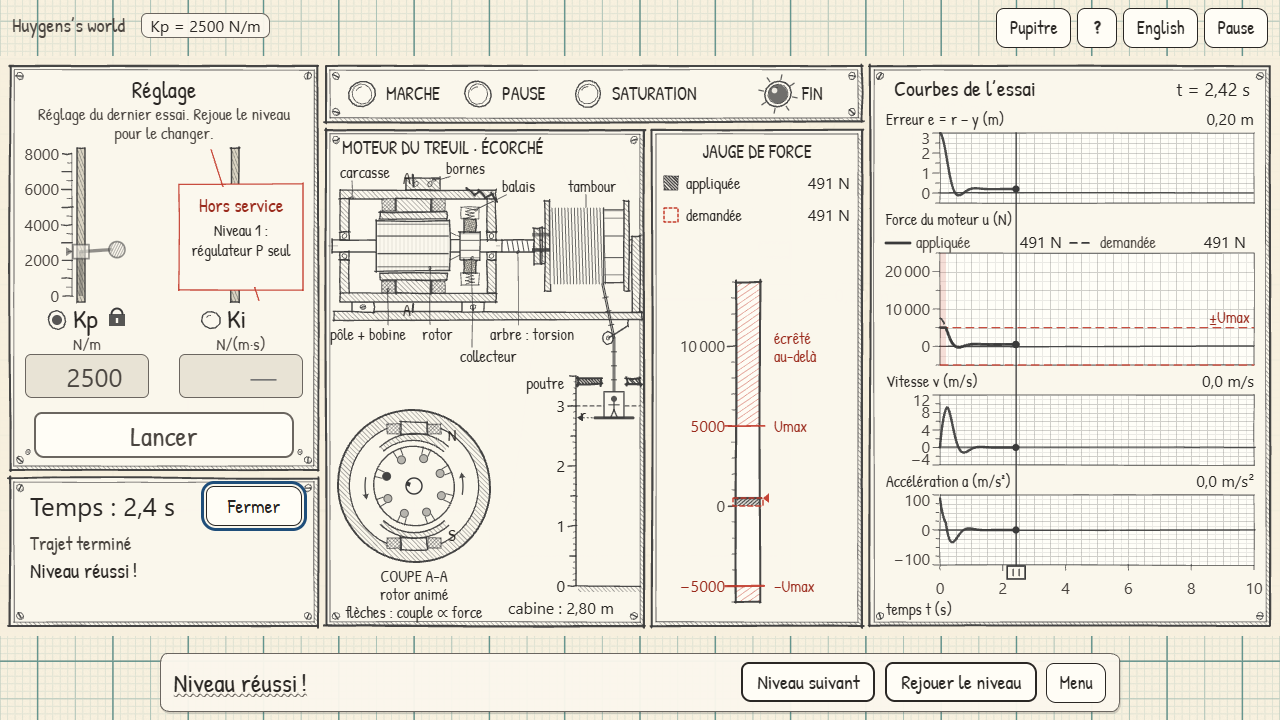 Huygens's world
Kp = 2500 N/m
Pupitre
?
English
Pause
Réglage
Réglage du dernier essai. Rejoue le niveau
pour le changer.
8000
6000
4000
2000
0
Hors service
Niveau 1 :
régulateur P seul
Kp
Ki
N/m
N/(m·s)
2500
—
Lancer
Temps : 2,4 s
Fermer
Trajet terminé
Niveau réussi !
MARCHE
PAUSE
SATURATION
FIN
MOTEUR DU TREUIL · ÉCORCHÉ
carcasse
A
bornes
balais
tambour
A
pôle + bobine
rotor
arbre : torsion
collecteur
poutre
3
r
2
1
0
N
S
COUPE A–A
rotor animé
flèches : couple ∝ force
cabine : 2,80 m
JAUGE DE FORCE
appliquée
491 N
demandée
491 N
10 000
écrêté
au-delà
5000
Umax
0
−5000
−Umax
Courbes de l'essai
t = 2,42 s
Erreur e = r − y (m)
0,20 m
3
2
1
0
Force du moteur u (N)
appliquée
491 N
demandée
491 N
20 000
10 000
0
±Umax
Vitesse v (m/s)
0,0 m/s
12
8
4
0
−4
Accélération a (m/s²)
0,0 m/s²
100
0
−100
0
2
4
6
8
10
temps t (s)
Niveau réussi !
Niveau suivant
Rejouer le niveau
Menu